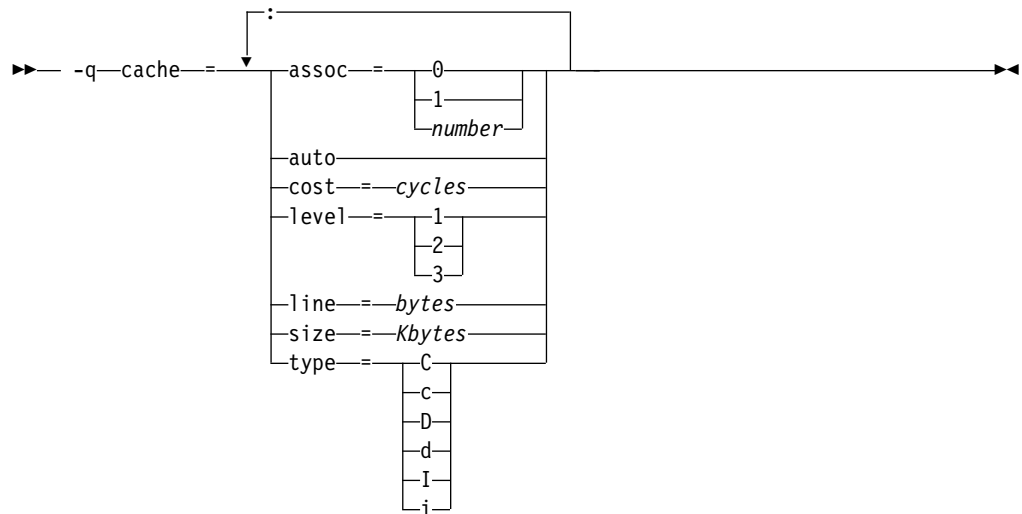 :
-q cache = assoc = 0
1
number
auto
cost = cycles
level = 1
2
3
line = bytes
size = Kbytes
type = C
c
D
d
I
i